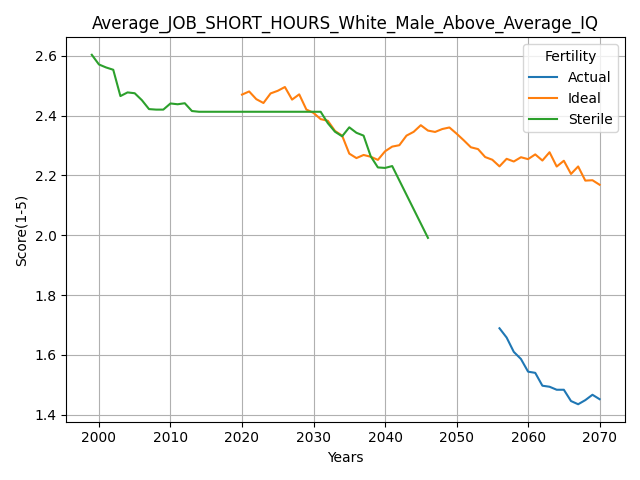 Average_JOB_SHORT_HOURS_White_Male_Above_Average_IQ
Fertility
Actual
Ideal
Sterile
Score(1-5)
2.6
2.4
2.2
2.0
1.8
1.6
1.4
2000 2010 2020 2030 2040 2050 2060 2070
Years